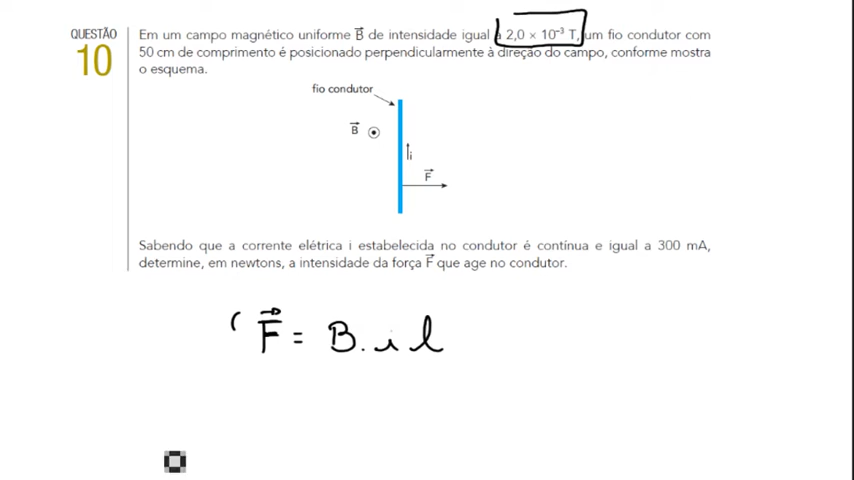 QUESTÃO
10
Em um campo magnético uniforme B⃗ de intensidade igual a 2,0 × 10⁻³ T, um fio condutor com
50 cm de comprimento é posicionado perpendicularmente à direção do campo, conforme mostra
o esquema.
fio condutor
B⃗
i
F⃗
Sabendo que a corrente elétrica i estabelecida no condutor é contínua e igual a 300 mA,
determine, em newtons, a intensidade da força F⃗ que age no condutor.
( F⃗ = B. i l